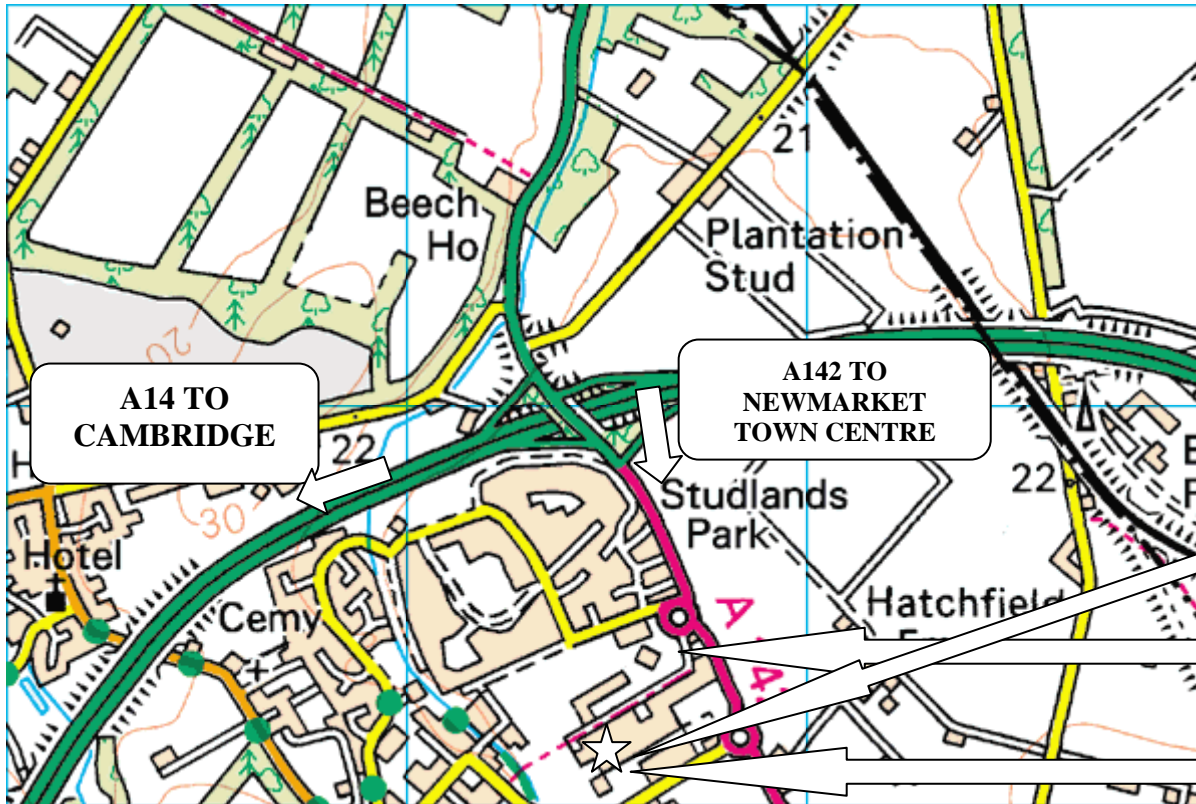 21
Beech
Ho
Plantation
Stud
20
A14 TO
CAMBRIDGE
A142 TO
NEWMARKET
TOWN CENTRE
22
22
H
30
Studlands
Park
Hotel
Cemy
Hatchfield
A 14